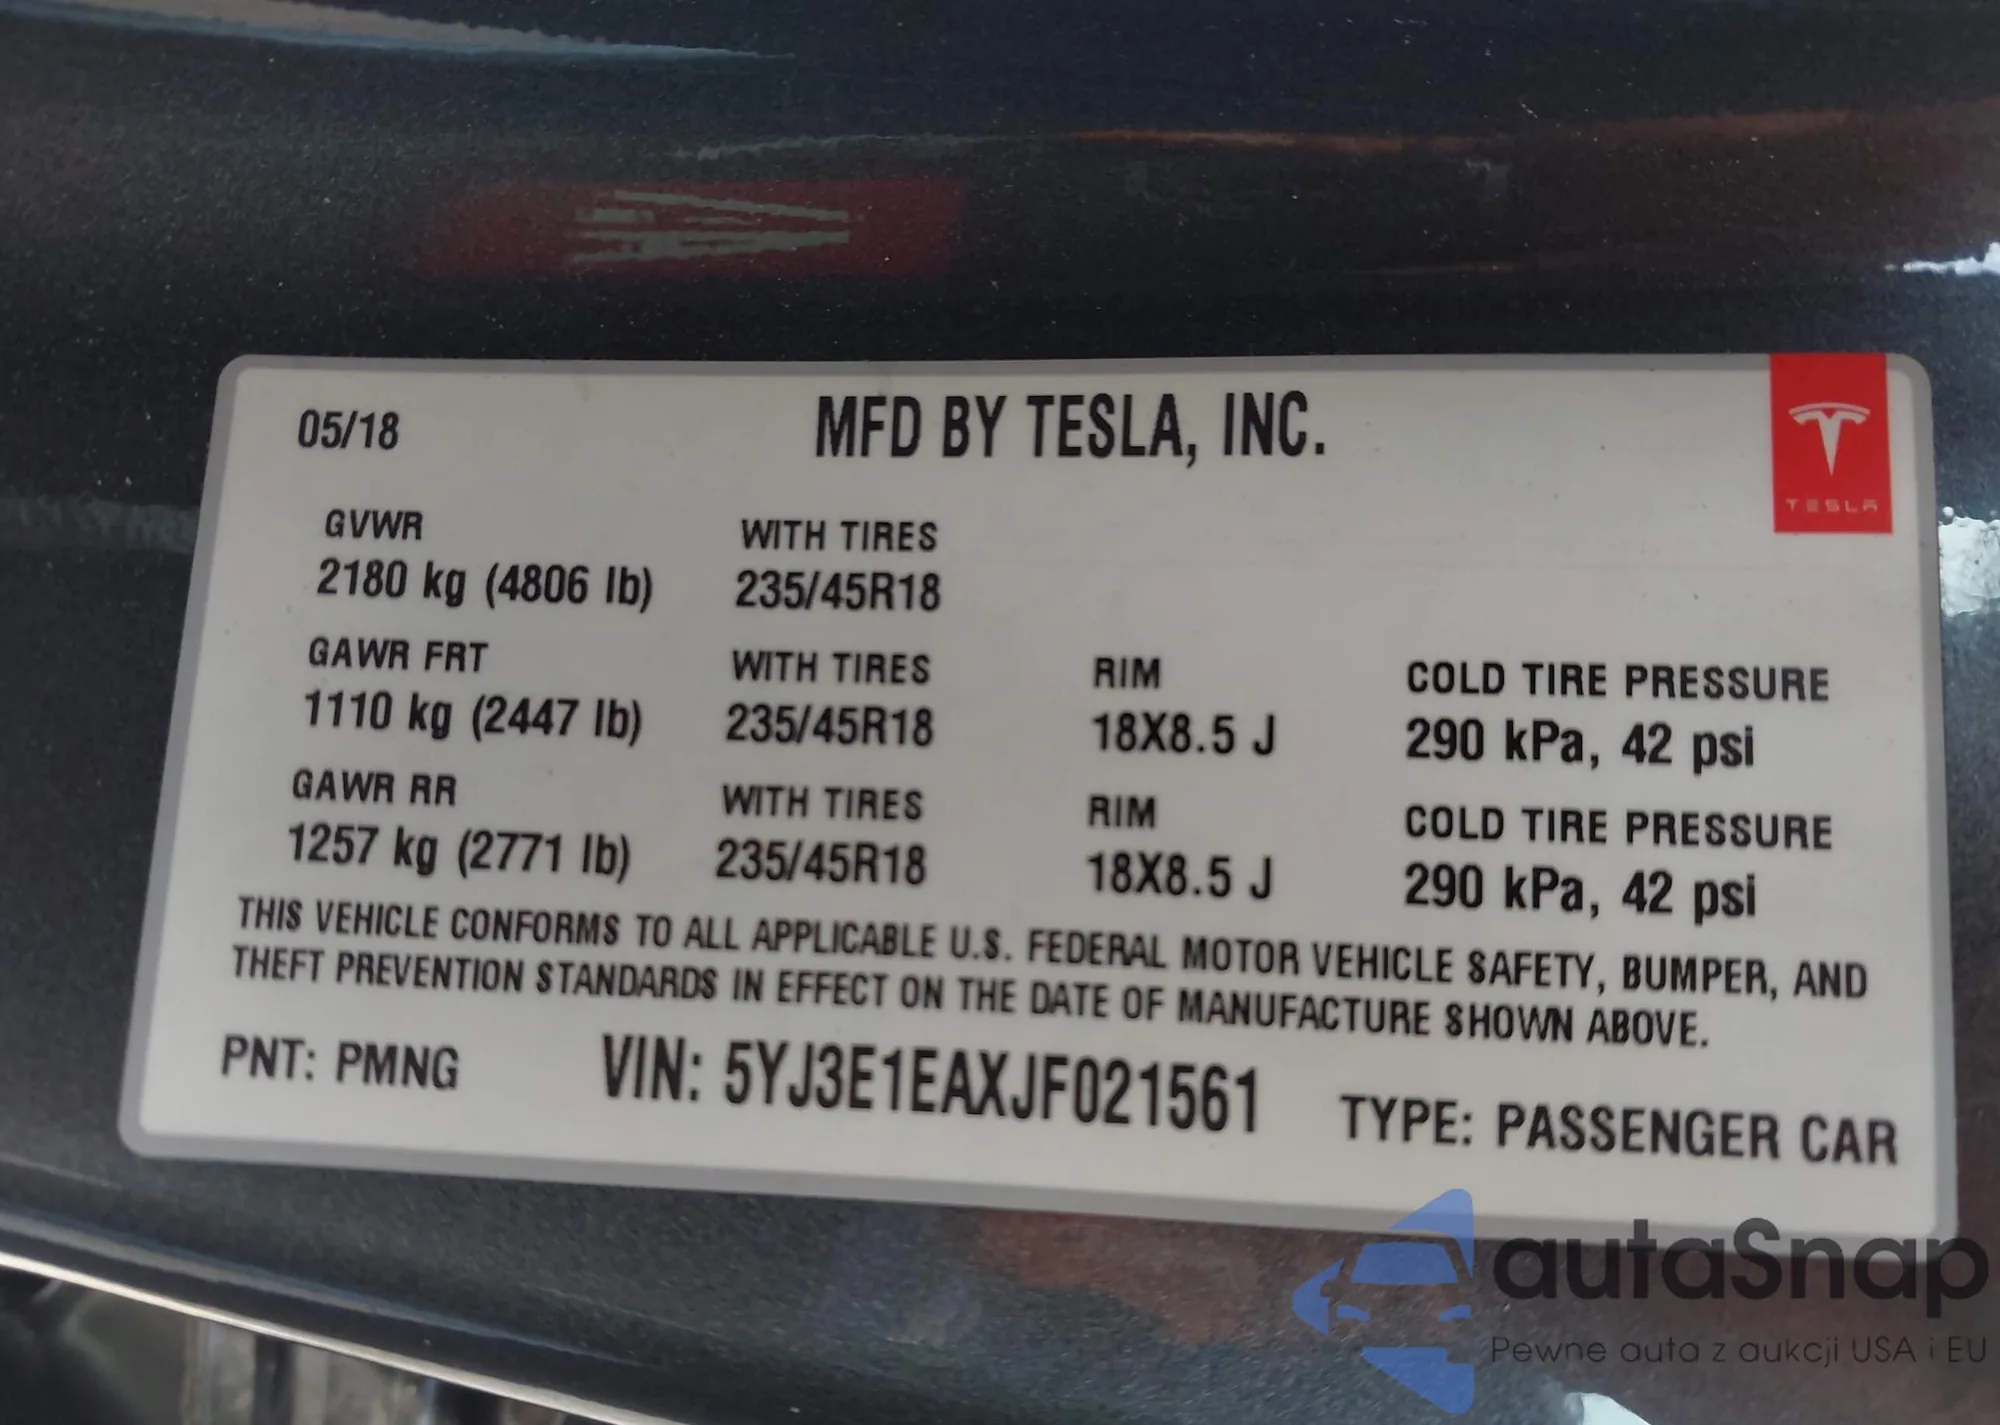 05/18 MFD BY TESLA, INC.
TESLA
GVWR WITH TIRES
2180 kg (4806 lb) 235/45R18
GAWR FRT WITH TIRES RIM COLD TIRE PRESSURE
1110 kg (2447 lb) 235/45R18 18X8.5 J 290 kPa, 42 psi
GAWR RR WITH TIRES RIM COLD TIRE PRESSURE
1257 kg (2771 lb) 235/45R18 18X8.5 J 290 kPa, 42 psi
THIS VEHICLE CONFORMS TO ALL APPLICABLE U.S. FEDERAL MOTOR VEHICLE SAFETY, BUMPER, AND
THEFT PREVENTION STANDARDS IN EFFECT ON THE DATE OF MANUFACTURE SHOWN ABOVE.
PNT: PMNG VIN: 5YJ3E1EAXJF021561 TYPE: PASSENGER CAR
autaSnap
Pewne auta z aukcji USA i EU